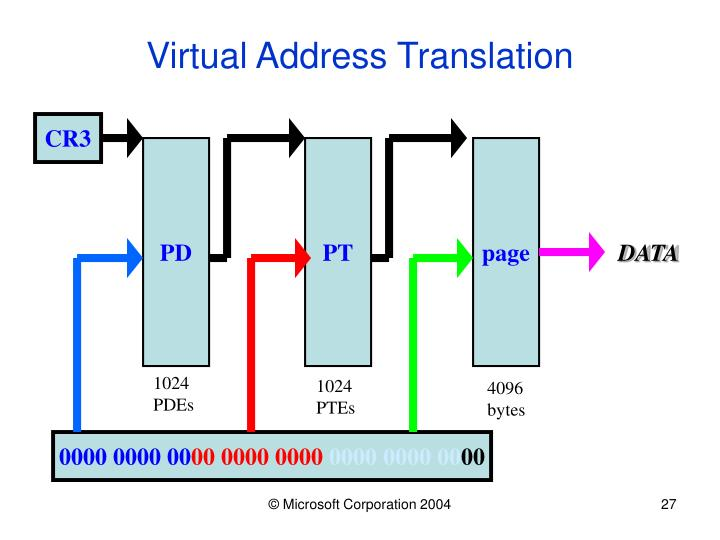 Virtual Address Translation
CR3
PD
PT
page
DATA
1024
PDEs
1024
PTEs
4096
bytes
0000 0000 0000 0000 0000 0000 0000 0000
© Microsoft Corporation 2004
27